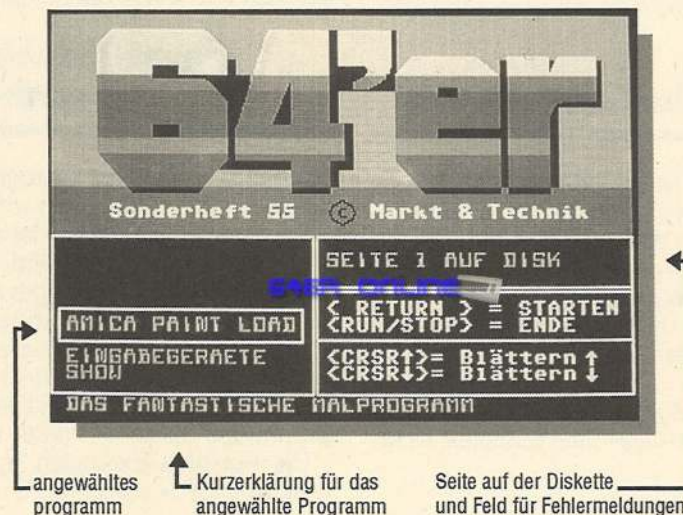 64'er
Sonderheft 55 © Markt & Technik
SEITE 1 AUF DISK
64ER ONLINE
< RETURN > = STARTEN
<RUN/STOP> = ENDE
AMICA PAINT LOAD
EINGABEGERAETE
SHOW
<CRSR↑>= Blättern ↑
<CRSR↓>= Blättern ↓
DAS FANTASTISCHE MALPROGRAMM
angewähltes
programm
Kurzerklärung für das
angewählte Programm
Seite auf der Diskette
und Feld für Fehlermeldungen